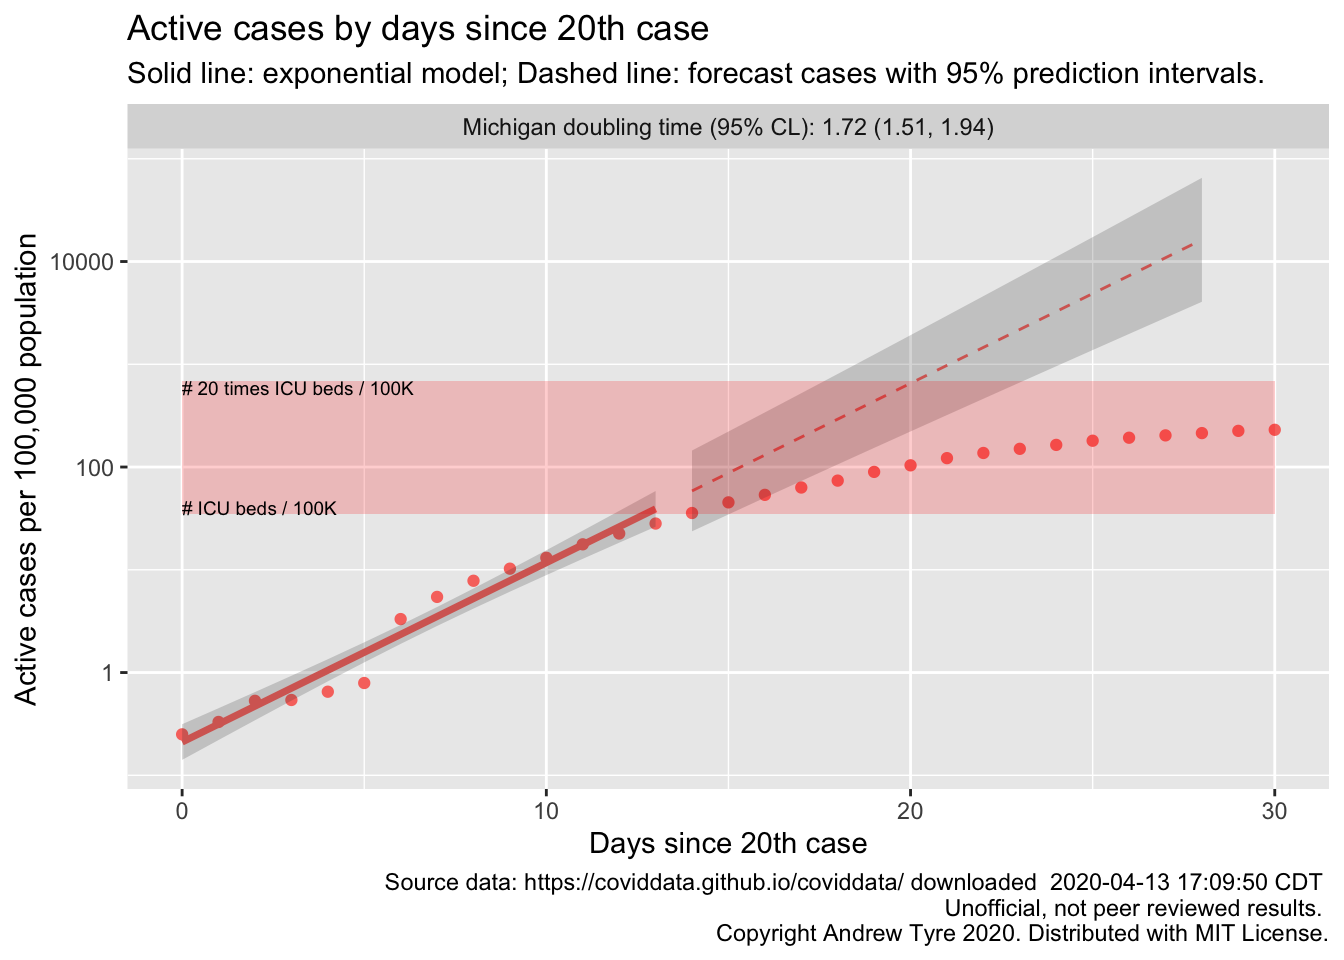 Active cases by days since 20th case
Solid line: exponential model; Dashed line: forecast cases with 95% prediction intervals.
Michigan doubling time (95% CL): 1.72 (1.51, 1.94)
Active cases per 100,000 population
10000
100
1
# 20 times ICU beds / 100K
# ICU beds / 100K
0
10
20
30
Days since 20th case
Source data: https://coviddata.github.io/coviddata/ downloaded  2020-04-13 17:09:50 CDT
Unofficial, not peer reviewed results.
Copyright Andrew Tyre 2020. Distributed with MIT License.